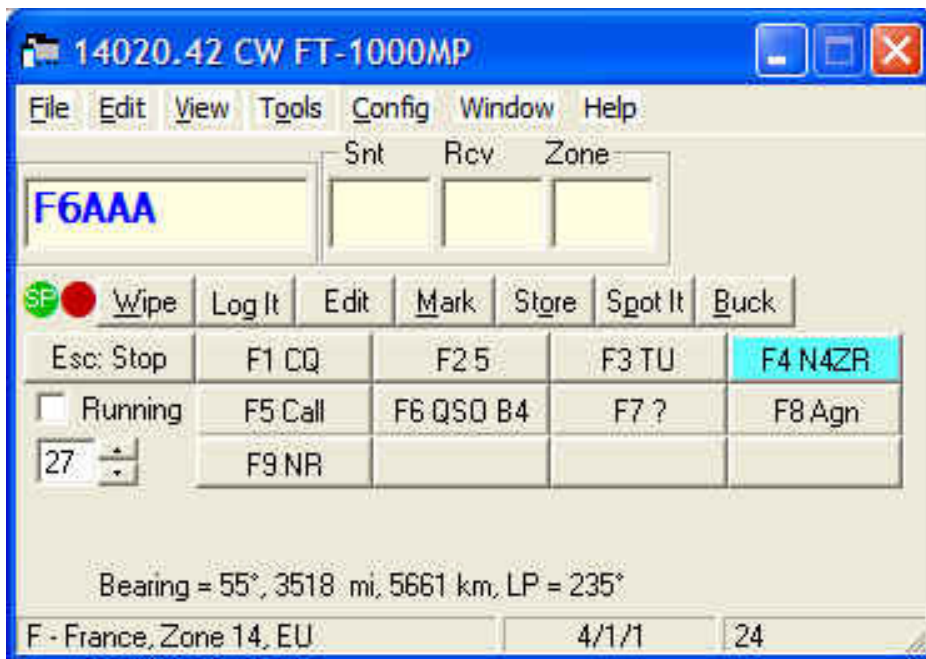 14020.42 CW FT-1000MP
File Edit View Tools Config Window Help
Snt Rcv Zone
F6AAA
SP Wipe Log It Edit Mark Store Spot It Buck
Esc: Stop F1 CQ F2 5 F3 TU F4 N4ZR
Running F5 Call F6 QSO B4 F7 ? F8 Agn
27 F9 NR
Bearing = 55°, 3518 mi, 5661 km, LP = 235°
F - France, Zone 14, EU 4/1/1 24